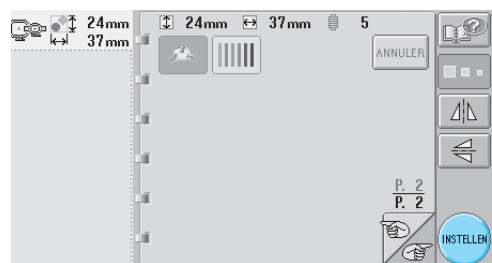 24mm
37mm
24mm 37mm 5
ANNULER
P. 2
P. 2
INSTELLEN